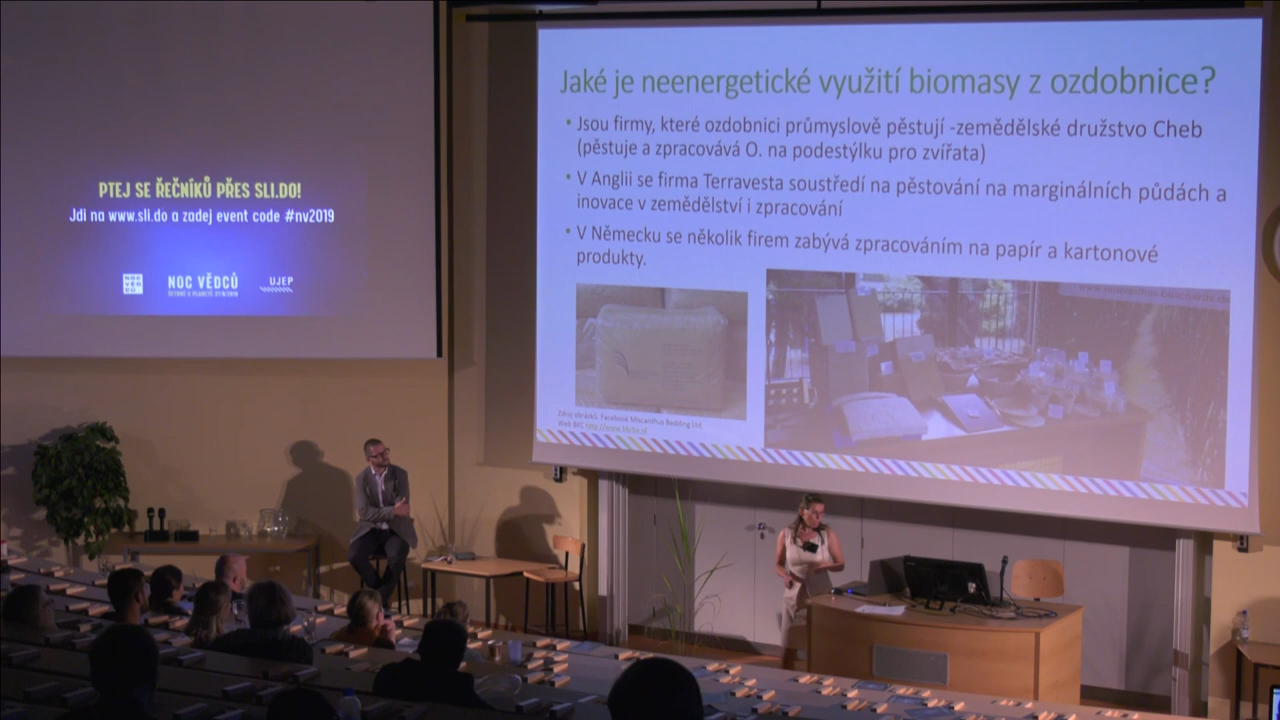 PTEJ SE ŘEČNÍKŮ PŘES SLI.DO!
Jdi na www.sli.do a zadej event code #nv2019
NOC
VĚD
CŮ
NOC VĚDCŮ
UJEP
Jaké je neenergetické využití biomasy z ozdobnice?
• Jsou firmy, které ozdobnici průmyslově pěstují -zemědělské družstvo Cheb
(pěstuje a zpracovává O. na podestýlku pro zvířata)
• V Anglii se firma Terravesta soustředí na pěstování na marginálních půdách a
inovace v zemědělství i zpracování
• V Německu se několik firem zabývá zpracováním na papír a kartonové
produkty.
Zdroj obrázků: Facebook Miscanthus Bedding Ltd,